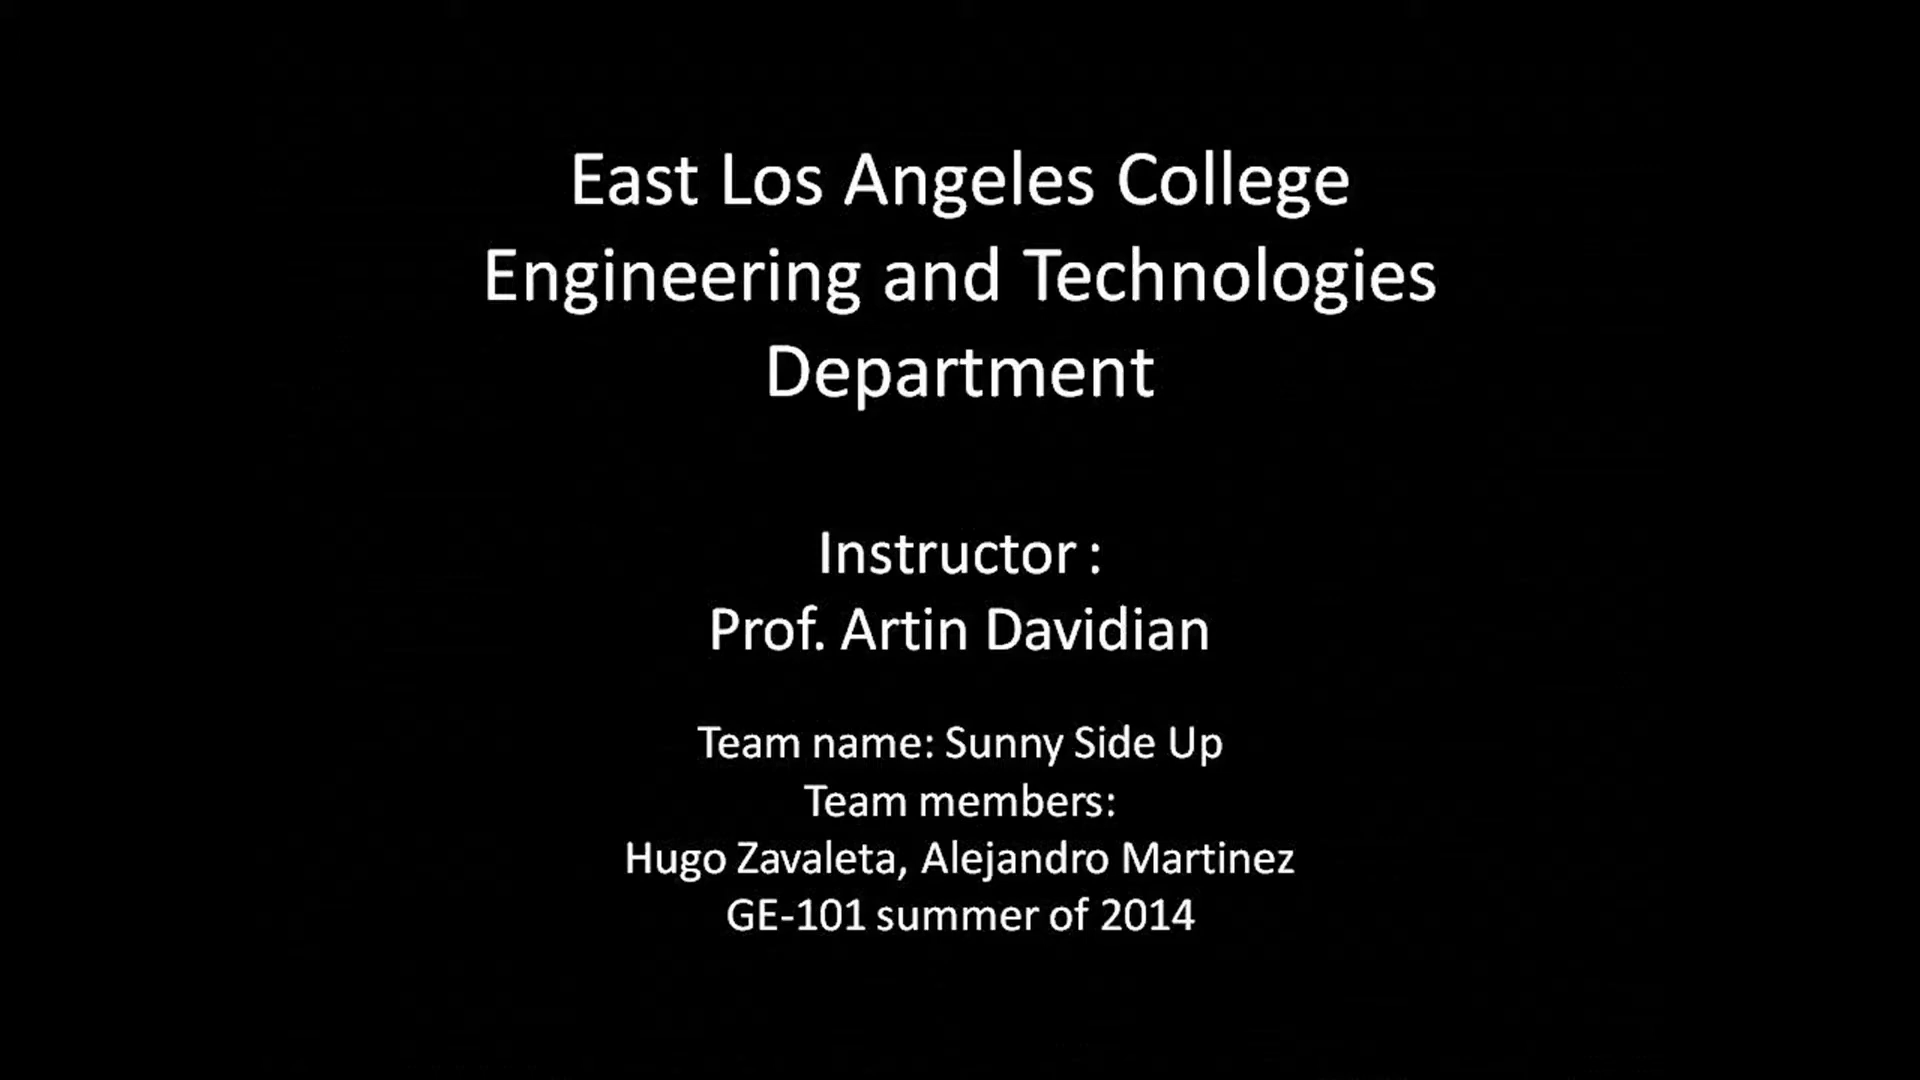 East Los Angeles College
Engineering and Technologies
Department
Instructor :
Prof. Artin Davidian
Team name: Sunny Side Up
Team members:
Hugo Zavaleta, Alejandro Martinez
GE-101 summer of 2014